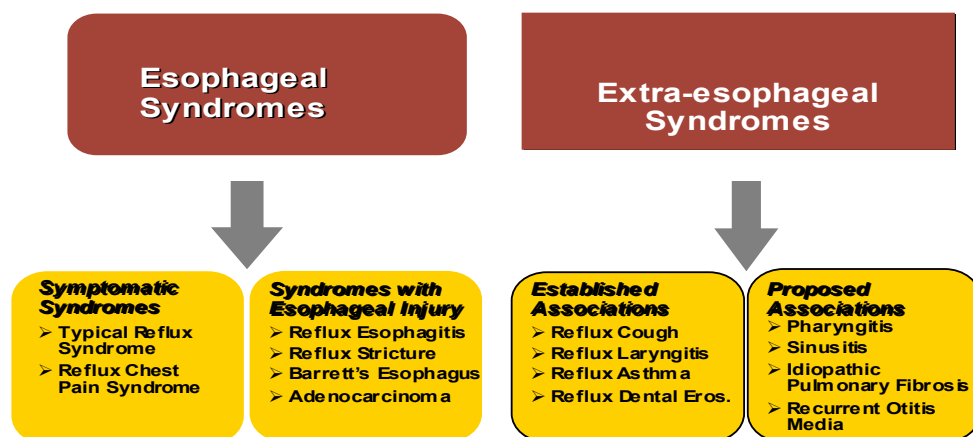 Esophageal
Syndromes
Extra-esophageal
Syndromes
Symptomatic
Syndromes
➢ Typical Reflux
Syndrome
➢ Reflux Chest
Pain Syndrome
Syndromes with
Esophageal Injury
➢ Reflux Esophagitis
➢ Reflux Stricture
➢ Barrett's Esophagus
➢ Adenocarcinoma
Established
Associations
➢ Reflux Cough
➢ Reflux Laryngitis
➢ Reflux Asthma
➢ Reflux Dental Eros.
Proposed
Associations
➢ Pharyngitis
➢ Sinusitis
➢ Idiopathic
Pulmonary Fibrosis
➢ Recurrent Otitis
Media